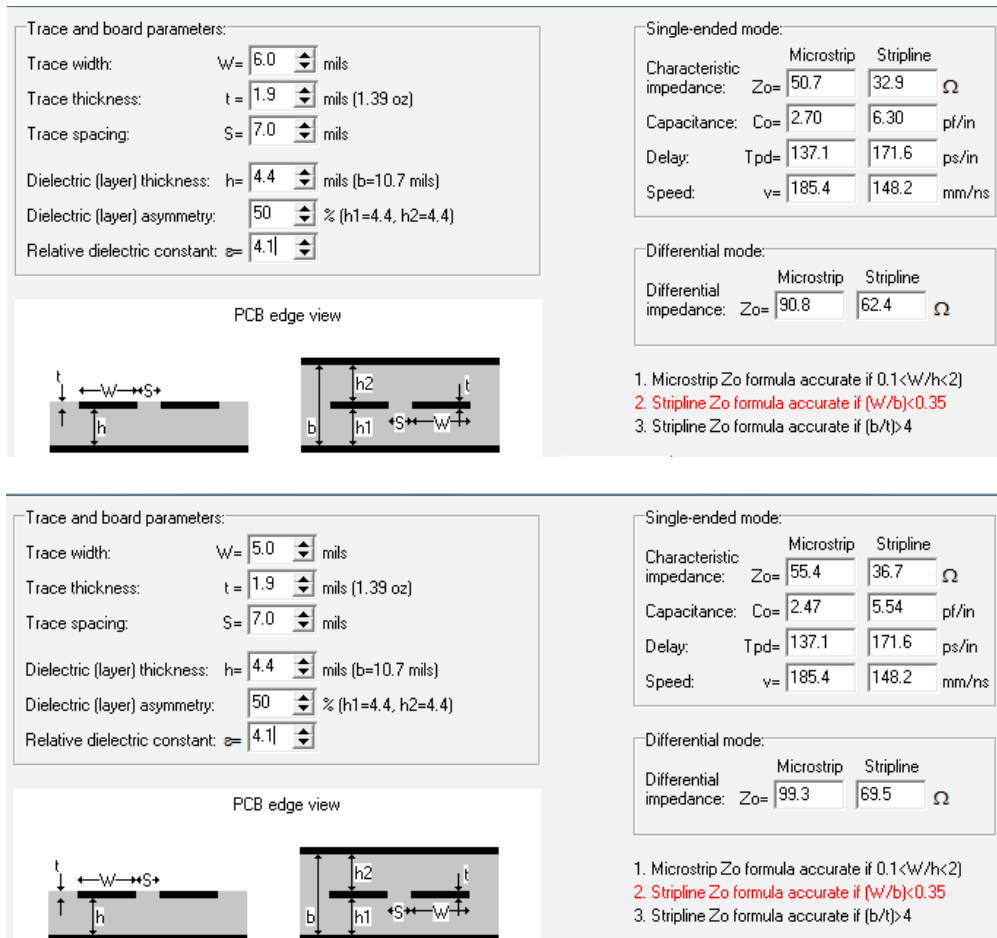 Trace and board parameters:
Trace width: W= 6.0 mils
Trace thickness: t = 1.9 mils (1.39 oz)
Trace spacing: S= 7.0 mils
Dielectric (layer) thickness: h= 4.4 mils (b=10.7 mils)
Dielectric (layer) asymmetry: 50 % (h1=4.4, h2=4.4)
Relative dielectric constant: ε= 4.1
Single-ended mode:
Microstrip Stripline
Characteristic
impedance: Zo= 50.7 32.9 Ω
Capacitance: Co= 2.70 6.30 pf/in
Delay: Tpd= 137.1 171.6 ps/in
Speed: v= 185.4 148.2 mm/ns
Differential mode:
Microstrip Stripline
Differential
impedance: Zo= 90.8 62.4 Ω
PCB edge view
t W S
h
h2 t
b h1 S W
1. Microstrip Zo formula accurate if 0.1<W/h<2)
2. Stripline Zo formula accurate if (W/b)<0.35
3. Stripline Zo formula accurate if (b/t)>4
Trace and board parameters:
Trace width: W= 5.0 mils
Trace thickness: t = 1.9 mils (1.39 oz)
Trace spacing: S= 7.0 mils
Dielectric (layer) thickness: h= 4.4 mils (b=10.7 mils)
Dielectric (layer) asymmetry: 50 % (h1=4.4, h2=4.4)
Relative dielectric constant: ε= 4.1
Single-ended mode:
Microstrip Stripline
Characteristic
impedance: Zo= 55.4 36.7 Ω
Capacitance: Co= 2.47 5.54 pf/in
Delay: Tpd= 137.1 171.6 ps/in
Speed: v= 185.4 148.2 mm/ns
Differential mode:
Microstrip Stripline
Differential
impedance: Zo= 99.3 69.5 Ω
PCB edge view
t W S
h
h2 t
b h1 S W
1. Microstrip Zo formula accurate if 0.1<W/h<2)
2. Stripline Zo formula accurate if (W/b)<0.35
3. Stripline Zo formula accurate if (b/t)>4